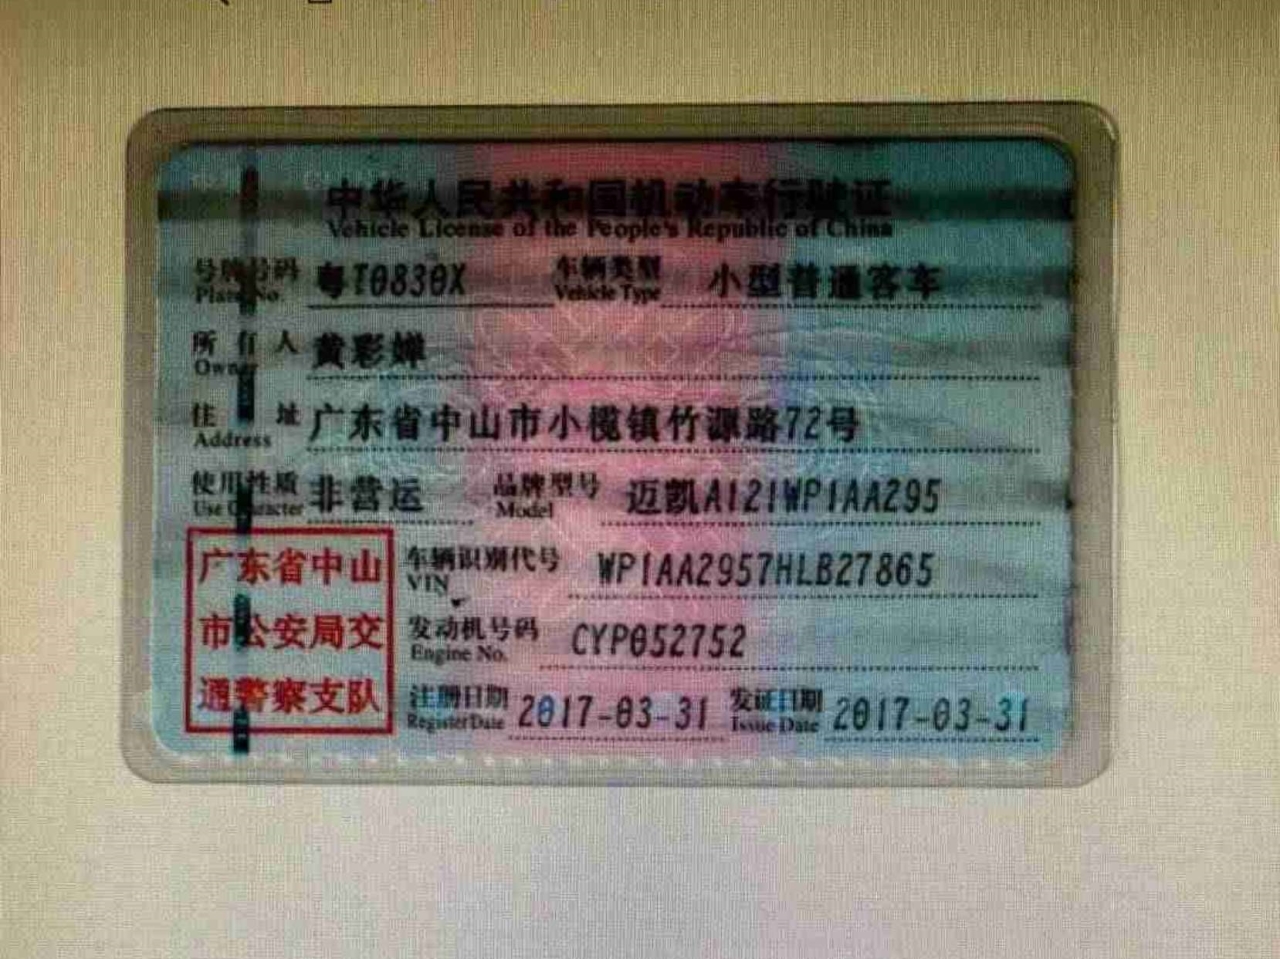 中华人民共和国机动车行驶证
Vehicle License of the People's Republic of China
号牌号码 粤T0830X 车辆类型 小型普通客车
Plate No. Vehicle Type
所有人 黄彩婵
Owner
住址 广东省中山市小榄镇竹源路72号
Address
使用性质 非营运 品牌型号 迈凯A121WP1AA295
Use Character Model
广东省中山
市公安局交
通警察支队
车辆识别代号 WP1AA2957HLB27865
VIN
发动机号码 CYP052752
Engine No.
注册日期 2017-03-31 发证日期 2017-03-31
Register Date Issue Date